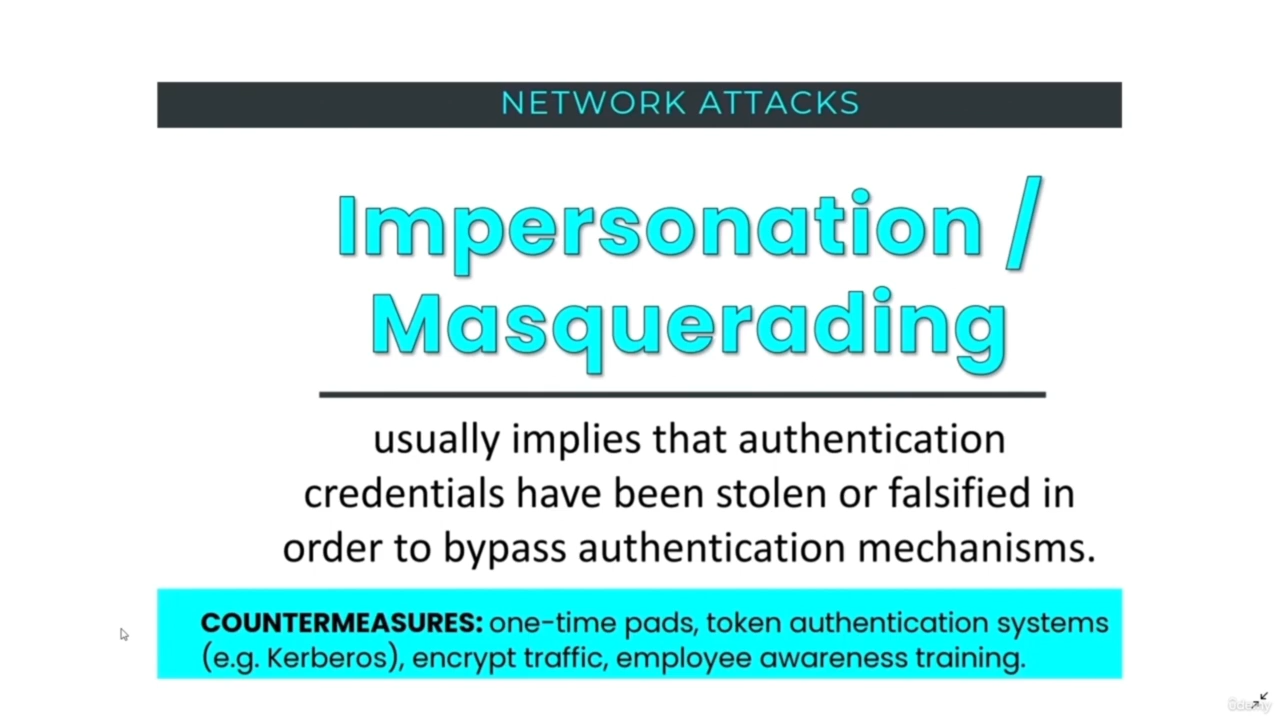 NETWORK ATTACKS
Impersonation /
Masquerading
usually implies that authentication
credentials have been stolen or falsified in
order to bypass authentication mechanisms.
COUNTERMEASURES: one-time pads, token authentication systems
(e.g. Kerberos), encrypt traffic, employee awareness training.